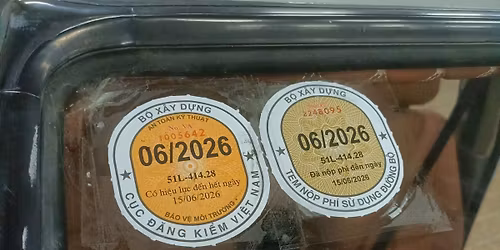 BỘ XÂY DỰNG
AN TOÀN KỸ THUẬT
1005642
06/2026
51L-414.28
Có hiệu lực đến hết ngày
15/06/2026
BẢO VỆ MÔI TRƯỜNG
CỤC ĐĂNG KIỂM VIỆT NAM
BỘ XÂY DỰNG
2248095
06/2026
51L-414.28
Đã nộp phí đến ngày
15/06/2026
TEM NỘP PHÍ SỬ DỤNG ĐƯỜNG BỘ